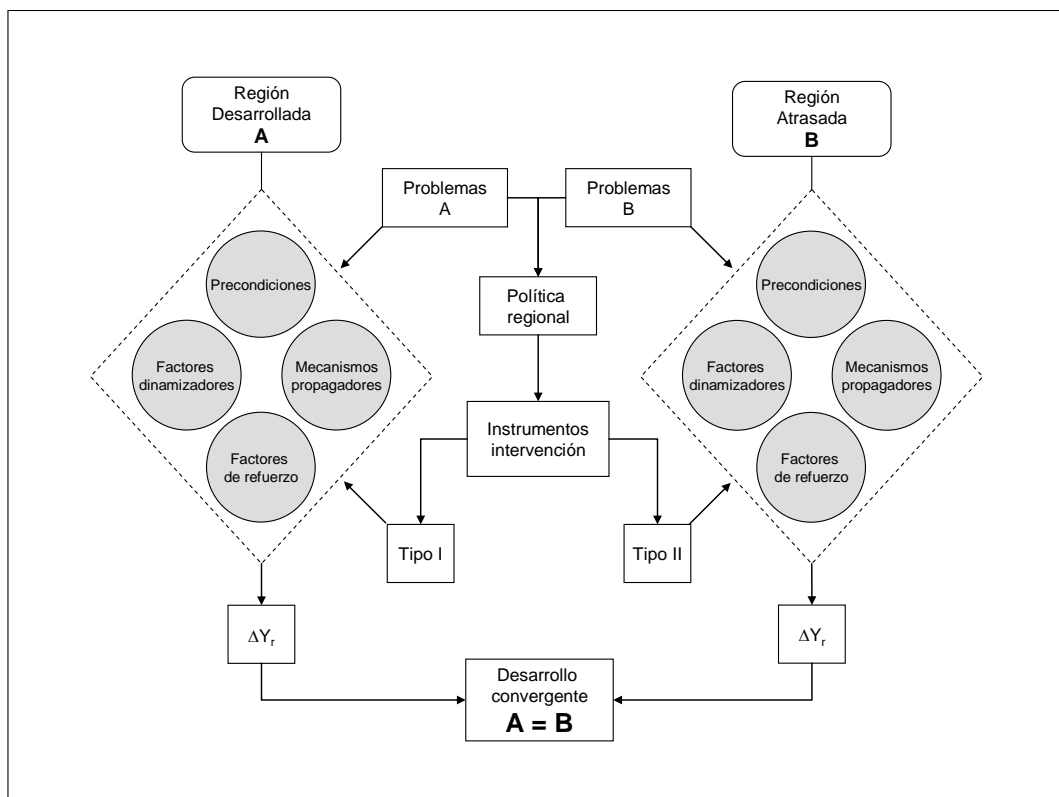 Región
Desarrollada
A
Región
Atrasada
B
Problemas
A
Problemas
B
Precondiciones
Factores
dinamizadores
Mecanismos
propagadores
Factores
de refuerzo
Política
regional
Instrumentos
intervención
Tipo I
Tipo II
Precondiciones
Factores
dinamizadores
Mecanismos
propagadores
Factores
de refuerzo
ΔYr
ΔYr
Desarrollo
convergente
A = B